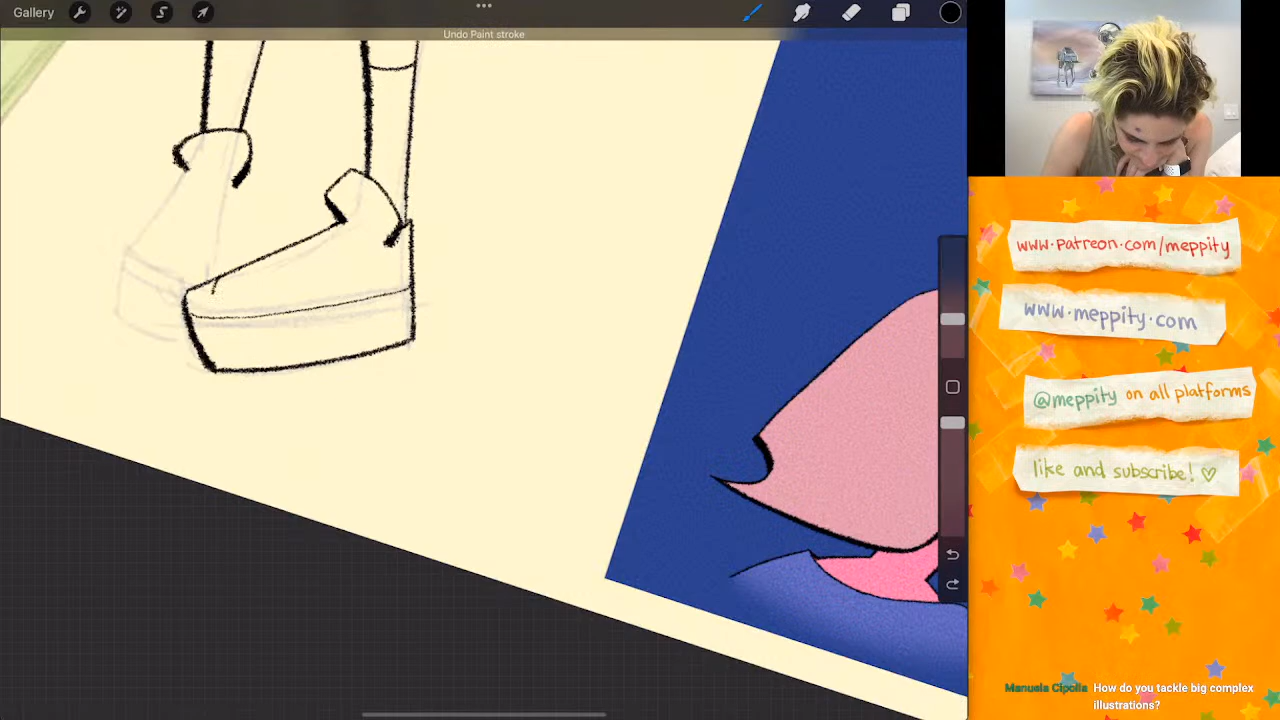 Gallery
Undo Paint stroke
www.patreon.com/meppity
www.meppity.com
@meppity on all platforms
like and subscribe! ♡
Manuela Cipolla How do you tackle big complex
illustrations?